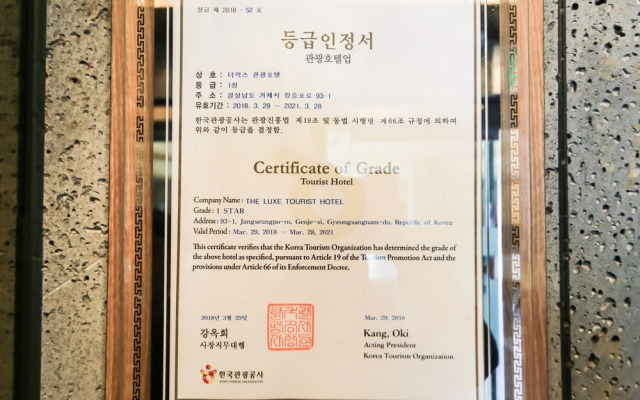 장급 제 2018 - 52 호
등급인정서
관광호텔업
상 호 : 더럭스 관광호텔
등 급 : 1성
주 소 : 경상남도 거제시 장승포로 93-1
유효기간 : 2018. 3. 29 ~ 2021. 3. 28
한국관광공사는 관광진흥법 제19조 및 동법 시행령 제66조 규정에 의하여
위와 같이 등급을 결정함.
Certificate of Grade
Tourist Hotel
Company Name : THE LUXE TOURIST HOTEL
Grade : 1 STAR
Address : 93-1, Jangseungpo-ro, Geoje-si, Gyeongsangnam-do, Republic of Korea
Valid Period : Mar. 29, 2018 ~ Mar. 28, 2021
This certificate verifies that the Korea Tourism Organization has determined the grade of
the above hotel as specified, pursuant to Article 19 of the Tourism Promotion Act and the
provisions under Article 66 of its Enforcement Decree.
2018년 3월 29일
강옥희
사장직무대행
Mar. 29, 2018
Kang, Oki
Acting President
Korea Tourism Organization
한국관광공사
KOREA TOURISM ORGANIZATION